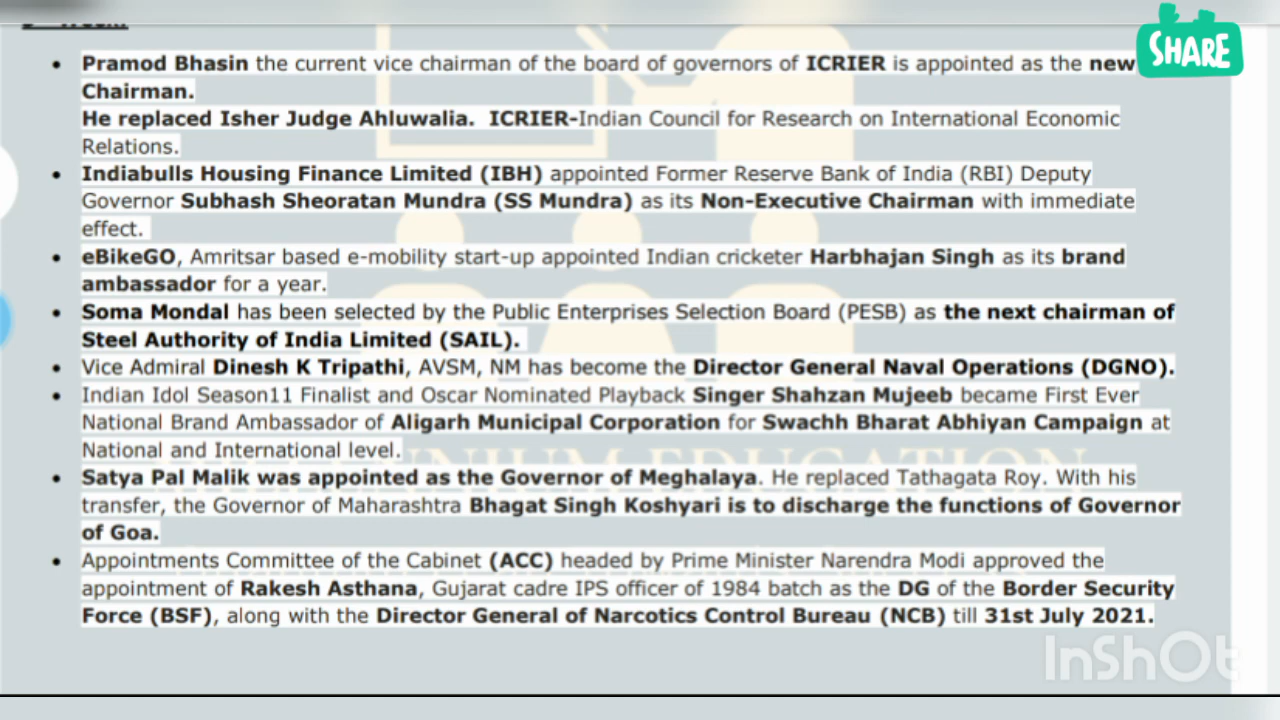 SHARE
• Pramod Bhasin the current vice chairman of the board of governors of ICRIER is appointed as the new
Chairman.
He replaced Isher Judge Ahluwalia. ICRIER-Indian Council for Research on International Economic
Relations.
• Indiabulls Housing Finance Limited (IBH) appointed Former Reserve Bank of India (RBI) Deputy
Governor Subhash Sheoratan Mundra (SS Mundra) as its Non-Executive Chairman with immediate
effect.
• eBikeGO, Amritsar based e-mobility start-up appointed Indian cricketer Harbhajan Singh as its brand
ambassador for a year.
• Soma Mondal has been selected by the Public Enterprises Selection Board (PESB) as the next chairman of
Steel Authority of India Limited (SAIL).
• Vice Admiral Dinesh K Tripathi, AVSM, NM has become the Director General Naval Operations (DGNO).
• Indian Idol Season11 Finalist and Oscar Nominated Playback Singer Shahzan Mujeeb became First Ever
National Brand Ambassador of Aligarh Municipal Corporation for Swachh Bharat Abhiyan Campaign at
National and International level.
• Satya Pal Malik was appointed as the Governor of Meghalaya. He replaced Tathagata Roy. With his
transfer, the Governor of Maharashtra Bhagat Singh Koshyari is to discharge the functions of Governor
of Goa.
• Appointments Committee of the Cabinet (ACC) headed by Prime Minister Narendra Modi approved the
appointment of Rakesh Asthana, Gujarat cadre IPS officer of 1984 batch as the DG of the Border Security
Force (BSF), along with the Director General of Narcotics Control Bureau (NCB) till 31st July 2021.
InShOt